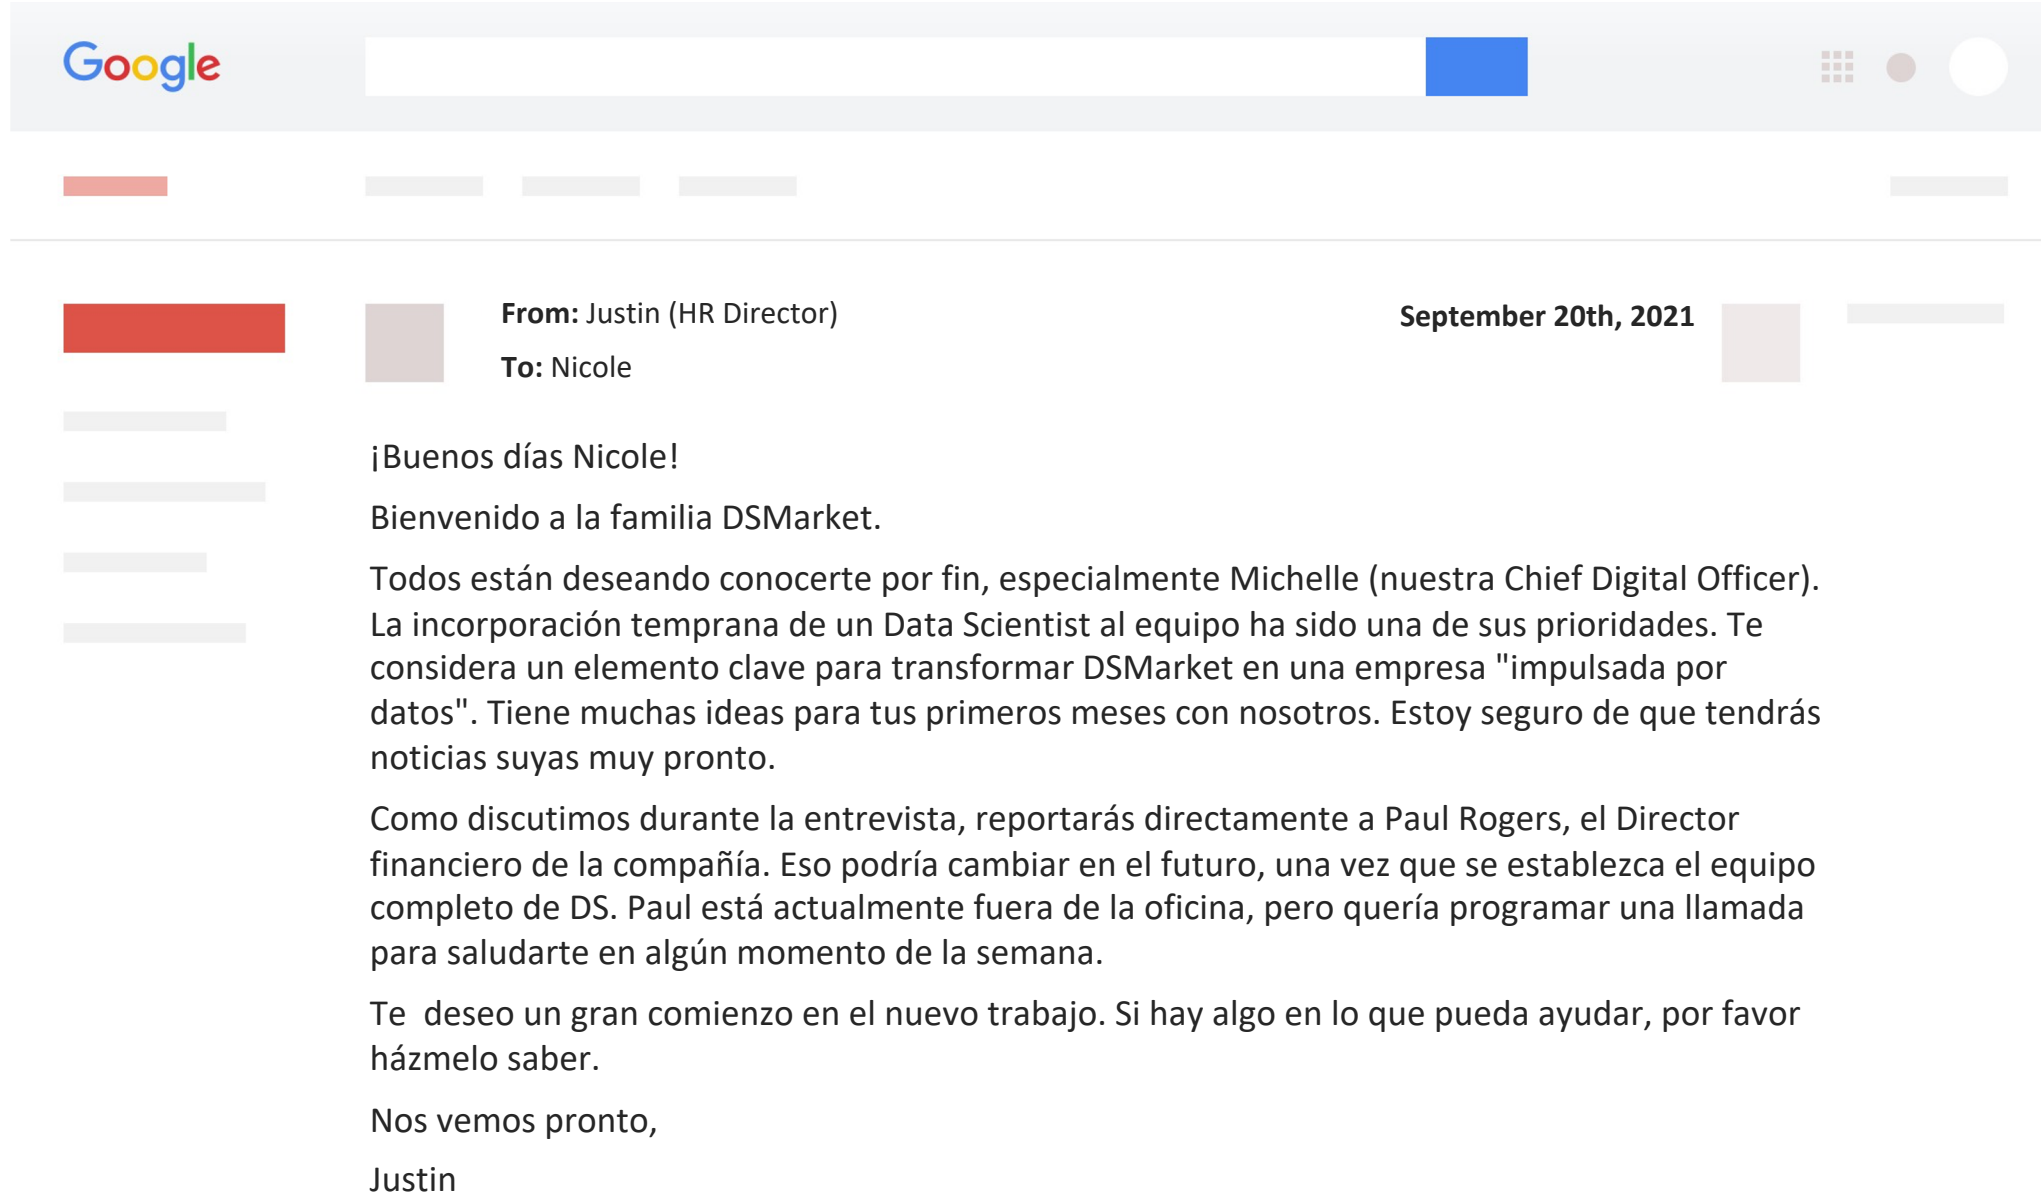 Google
From: Justin (HR Director)
September 20th, 2021
To: Nicole
¡Buenos días Nicole!
Bienvenido a la familia DSMarket.
Todos están deseando conocerte por fin, especialmente Michelle (nuestra Chief Digital Officer).
La incorporación temprana de un Data Scientist al equipo ha sido una de sus prioridades. Te
considera un elemento clave para transformar DSMarket en una empresa "impulsada por
datos". Tiene muchas ideas para tus primeros meses con nosotros. Estoy seguro de que tendrás
noticias suyas muy pronto.
Como discutimos durante la entrevista, reportarás directamente a Paul Rogers, el Director
financiero de la compañía. Eso podría cambiar en el futuro, una vez que se establezca el equipo
completo de DS. Paul está actualmente fuera de la oficina, pero quería programar una llamada
para saludarte en algún momento de la semana.
Te  deseo un gran comienzo en el nuevo trabajo. Si hay algo en lo que pueda ayudar, por favor
házmelo saber.
Nos vemos pronto,
Justin